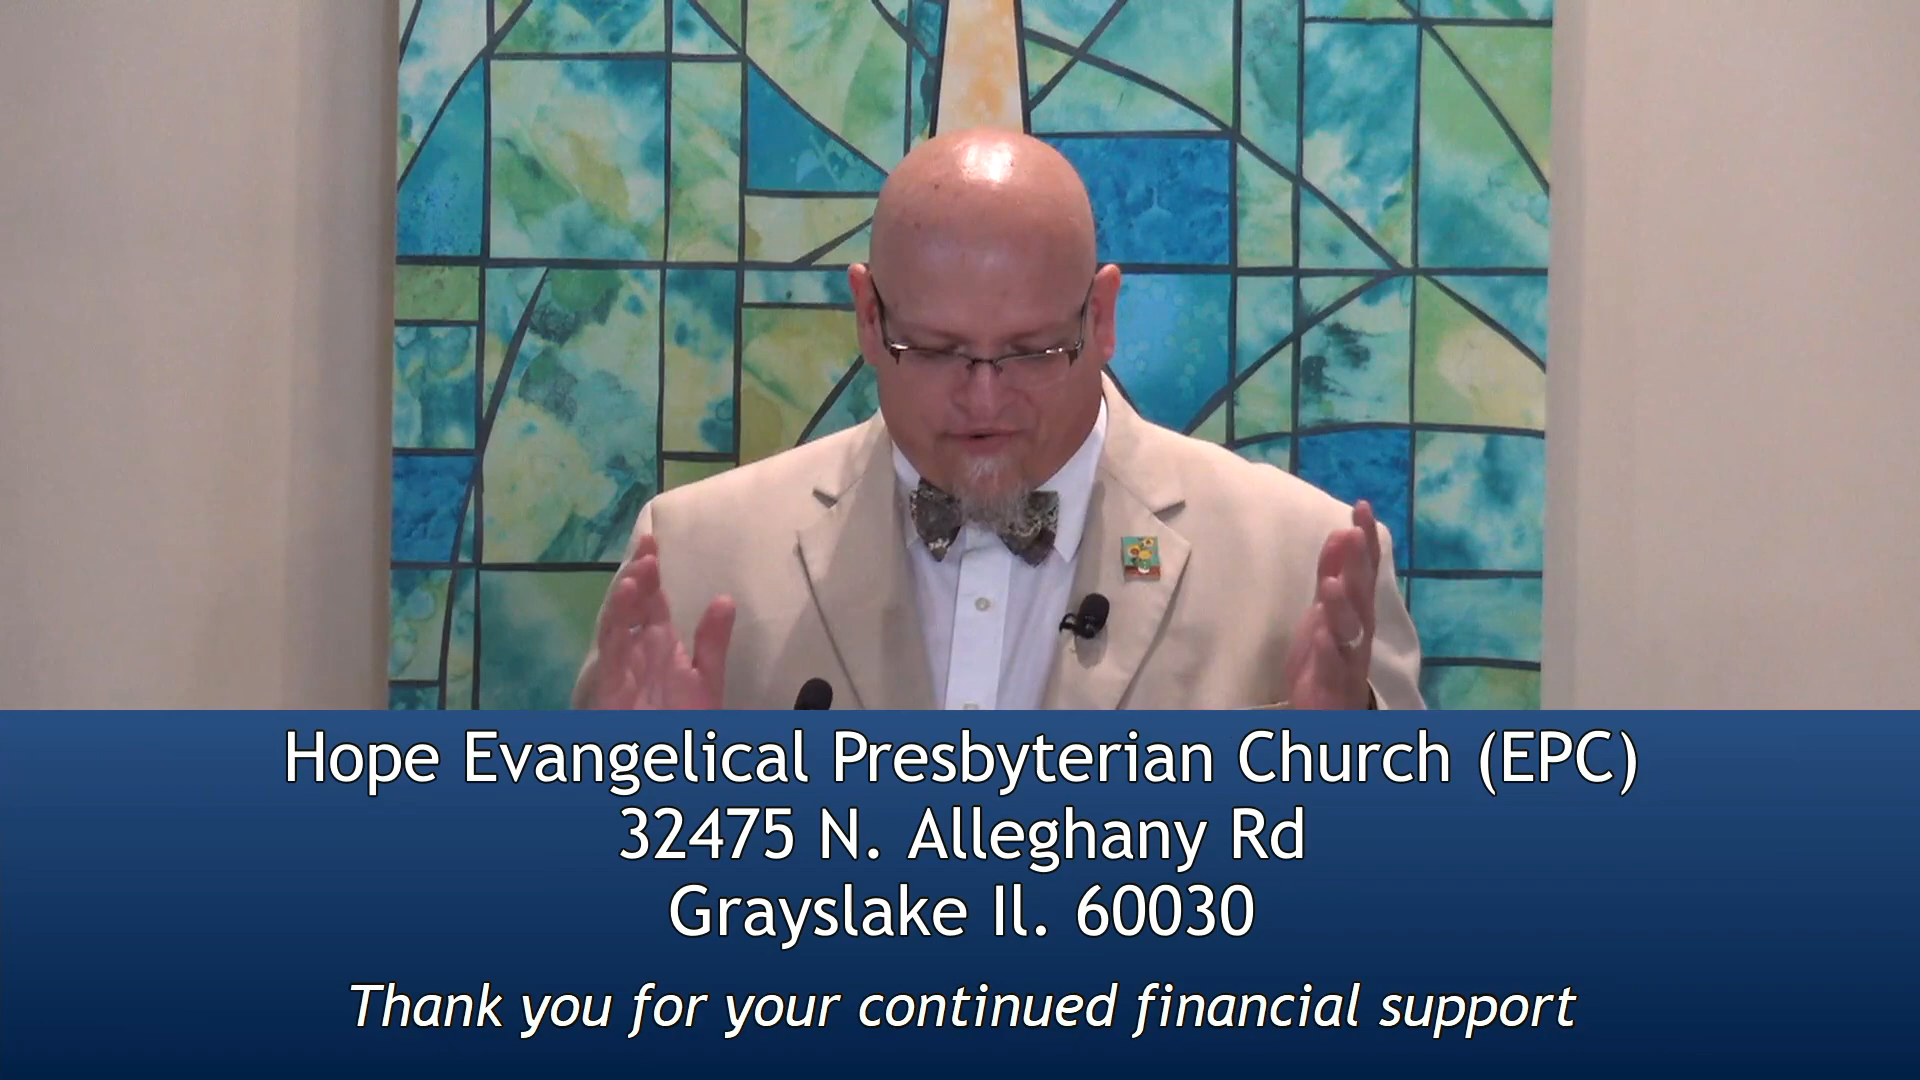 Hope Evangelical Presbyterian Church (EPC)
32475 N. Alleghany Rd
Grayslake Il. 60030
Thank you for your continued financial support